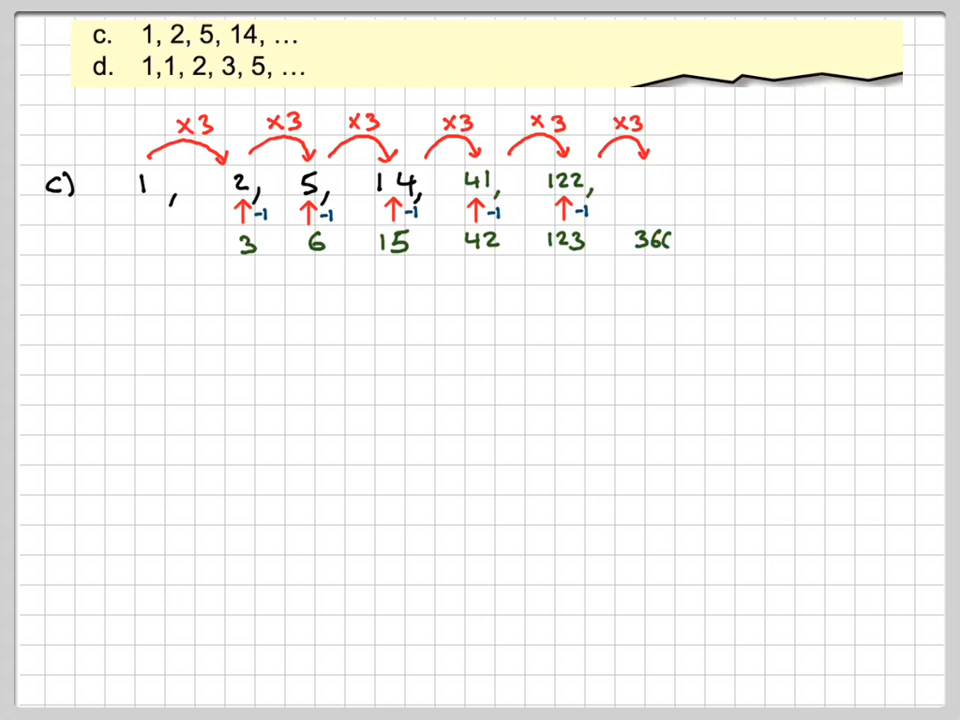 c. 1, 2, 5, 14, …
d. 1,1, 2, 3, 5, …
×3 ×3 ×3 ×3 ×3 ×3
c) 1, 2, 5, 14, 41, 122,
-1 -1 -1 -1 -1
3 6 15 42 123